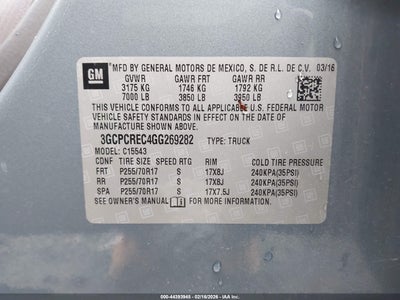 GM
MFD BY GENERAL MOTORS DE MEXICO, S. DE R.L. DE C.V. 03/16
GVWR GAWR FRT GAWR RR
3175 KG 1746 KG 1792 KG
7000 LB 3850 LB 3950 LB
THIS VEHICLE CONFORMS TO ALL APPLICABLE U.S. FEDERAL MOTOR
VEHICLE SAFETY STANDARDS IN EFFECT ON THE DATE OF
MANUFACTURE SHOWN ABOVE.
3GCPCREC4GG269282 TYPE: TRUCK
MODEL: C15543
CONF TIRE SIZE SPEED RTG RIM COLD TIRE PRESSURE
FRT P255/70R17 S 17X8J 240KPA(35PSI)
RR P255/70R17 S 17X8J 240KPA(35PSI)
SPA P255/70R17 S 17X7.5J 240KPA(35PSI)
SEE OWNER'S MANUAL FOR ADDITIONAL INFORMATION.
000-44393945 - 02/16/2026 - IAAI.COM